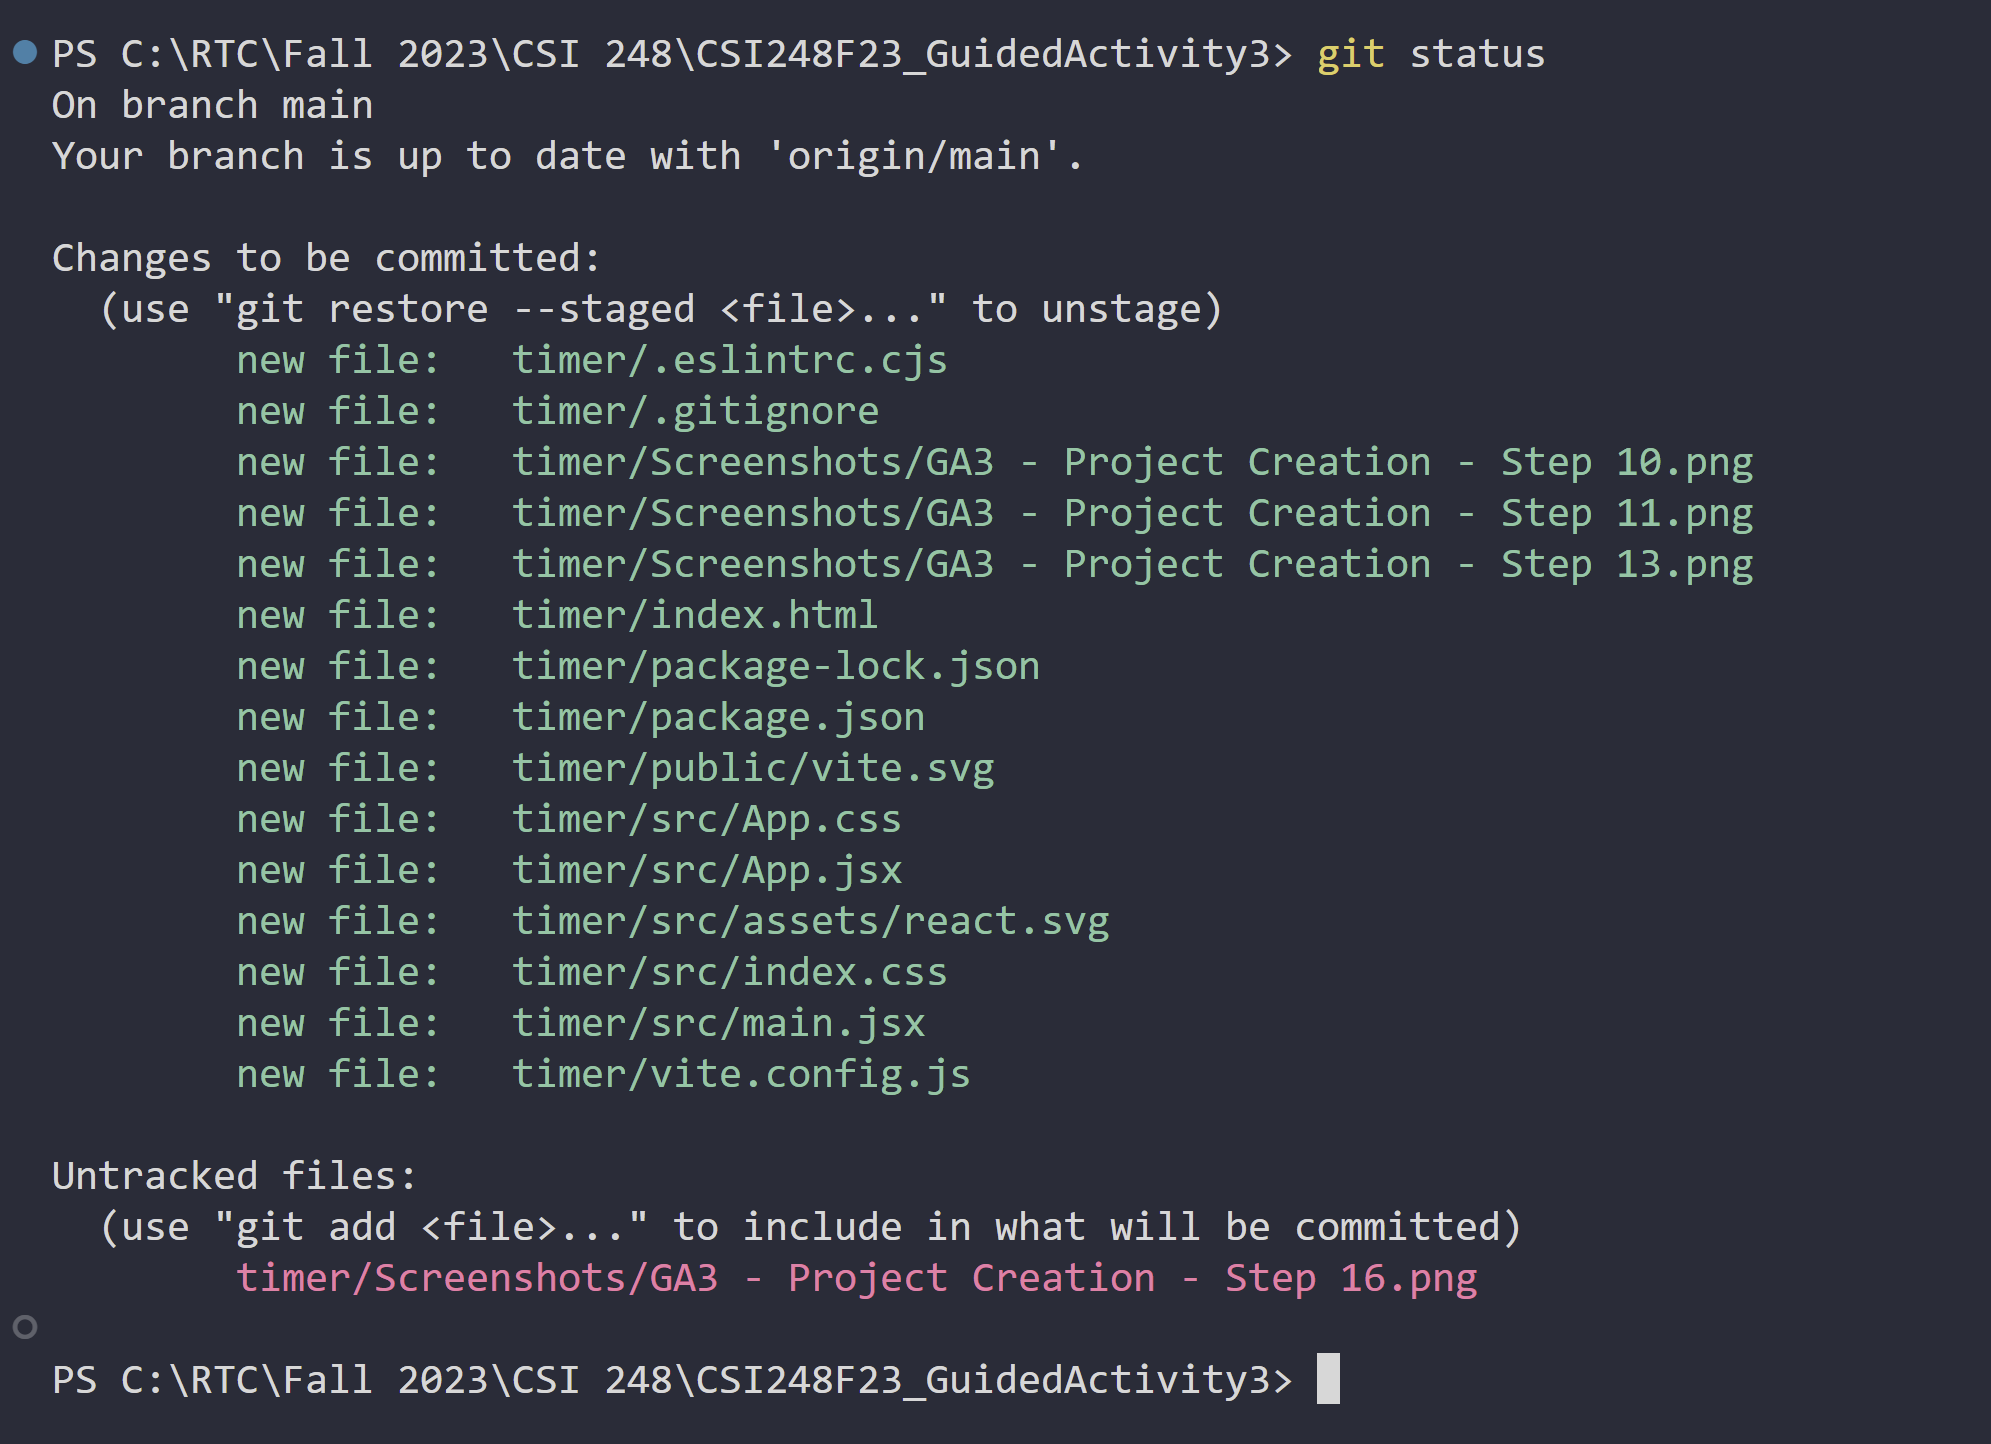 PS C:\RTC\Fall 2023\CSI 248\CSI248F23_GuidedActivity3> git status
On branch main
Your branch is up to date with 'origin/main'.
Changes to be committed:
  (use "git restore --staged <file>..." to unstage)
        new file:   timer/.eslintrc.cjs
        new file:   timer/.gitignore
        new file:   timer/Screenshots/GA3 - Project Creation - Step 10.png
        new file:   timer/Screenshots/GA3 - Project Creation - Step 11.png
        new file:   timer/Screenshots/GA3 - Project Creation - Step 13.png
        new file:   timer/index.html
        new file:   timer/package-lock.json
        new file:   timer/package.json
        new file:   timer/public/vite.svg
        new file:   timer/src/App.css
        new file:   timer/src/App.jsx
        new file:   timer/src/assets/react.svg
        new file:   timer/src/index.css
        new file:   timer/src/main.jsx
        new file:   timer/vite.config.js
Untracked files:
  (use "git add <file>..." to include in what will be committed)
        timer/Screenshots/GA3 - Project Creation - Step 16.png
PS C:\RTC\Fall 2023\CSI 248\CSI248F23_GuidedActivity3>